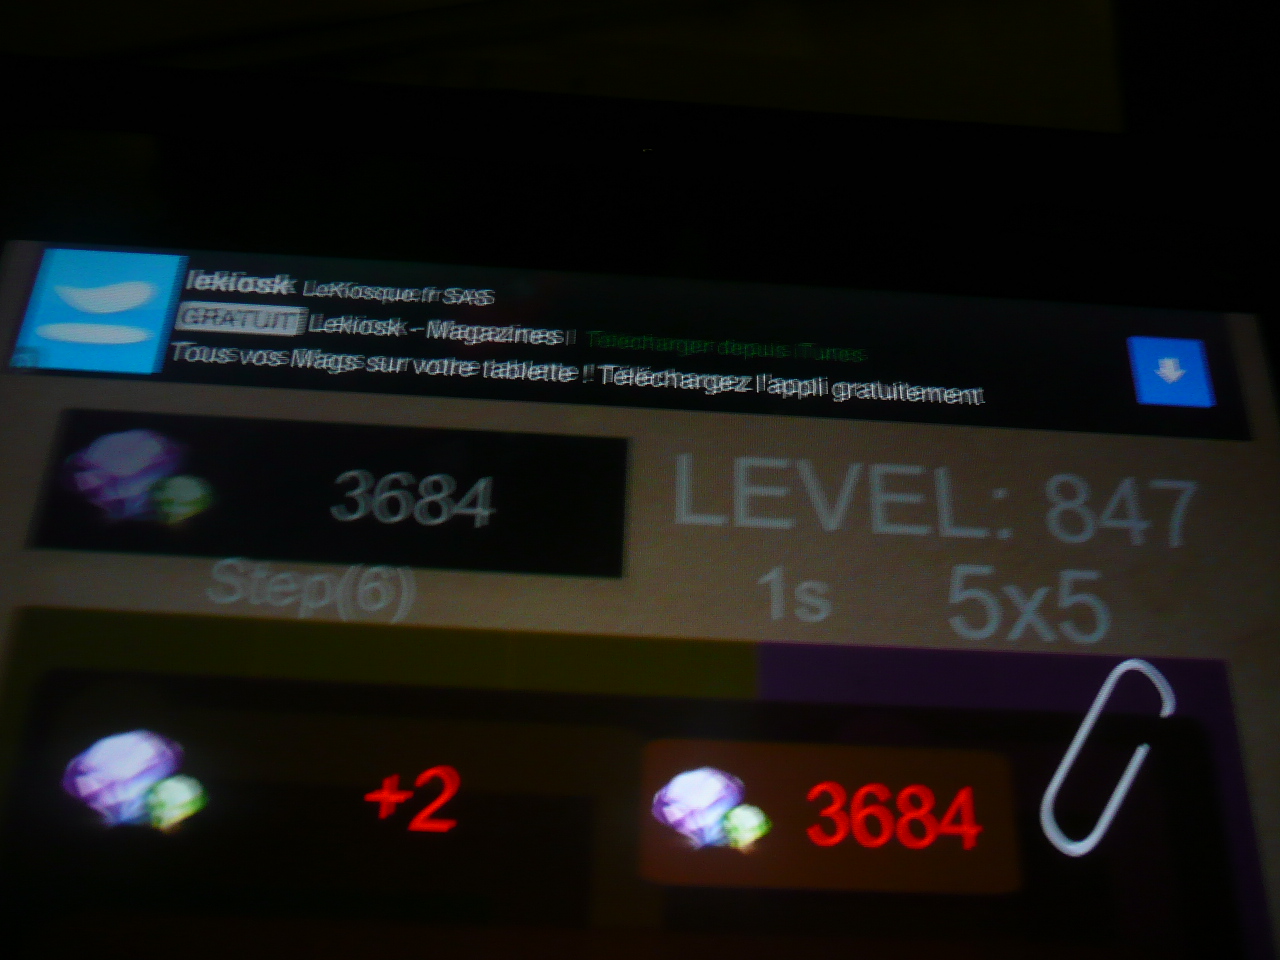 lekiosk LeKiosque.fr SAS
GRATUIT Lekiosk - Magazines ! Télécharger depuis iTunes
Tous vos Mags sur votre tablette ! Téléchargez l'appli gratuitement
3684 LEVEL: 847
Step(6) 1s 5x5
+2 3684